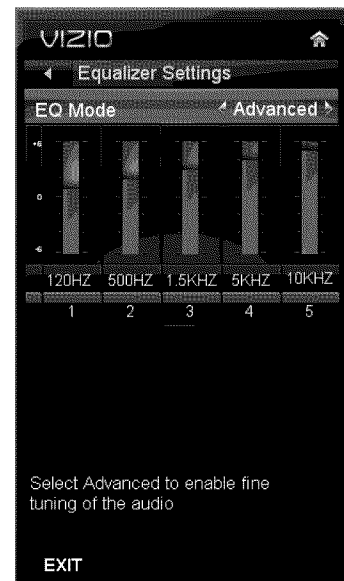 VIZIO
Equalizer Settings
EQ Mode Advanced
+6
0
-6
120HZ 500HZ 1.5KHZ 5KHZ 10KHZ
1 2 3 4 5
Select Advanced to enable fine
tuning of the audio
EXIT